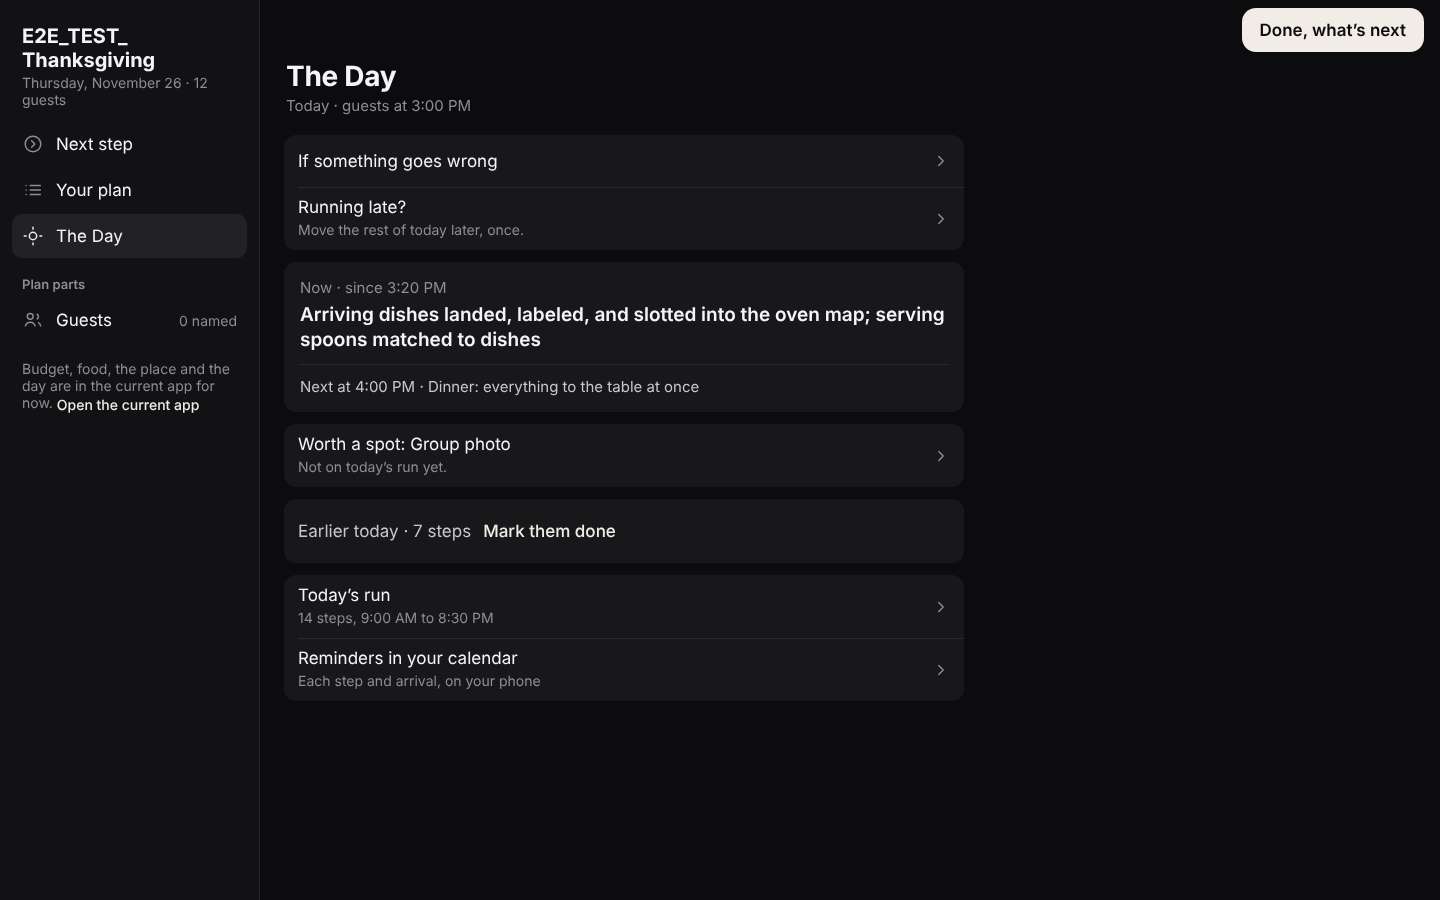 E2E_TEST_
Thanksgiving
Thursday, November 26 · 12
guests
Next step
Your plan
The Day
Plan parts
Guests
0 named
Budget, food, the place and the
day are in the current app for
now. Open the current app
Done, what’s next
The Day
Today · guests at 3:00 PM
If something goes wrong
Running late?
Move the rest of today later, once.
Now · since 3:20 PM
Arriving dishes landed, labeled, and slotted into the oven map; serving
spoons matched to dishes
Next at 4:00 PM · Dinner: everything to the table at once
Worth a spot: Group photo
Not on today’s run yet.
Earlier today · 7 steps Mark them done
Today’s run
14 steps, 9:00 AM to 8:30 PM
Reminders in your calendar
Each step and arrival, on your phone